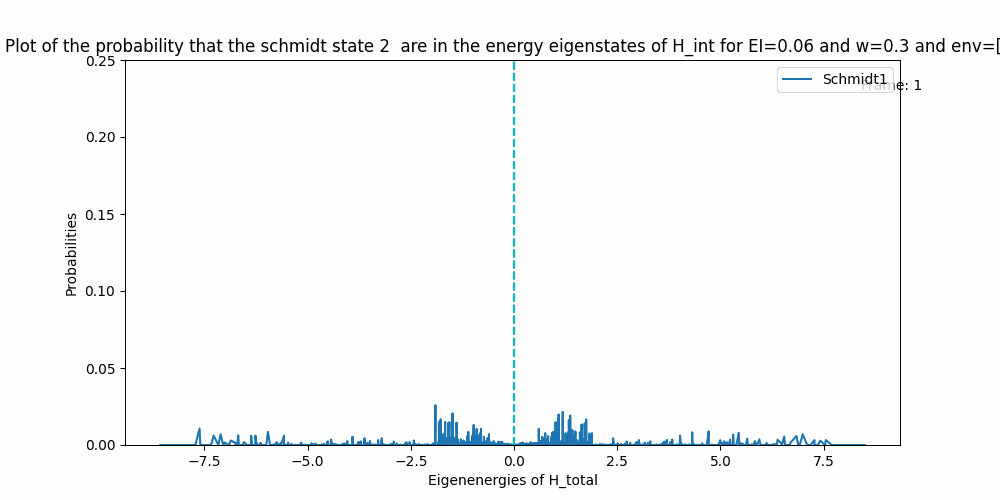 Plot of the probability that the schmidt state 2  are in the energy eigenstates of H_int for EI=0.06 and w=0.3 and env=[
Schmidt1
Frame: 1
0.25
0.20
0.15
0.10
0.05
0.00
Probabilities
−7.5 −5.0 −2.5 0.0 2.5 5.0 7.5
Eigenenergies of H_total